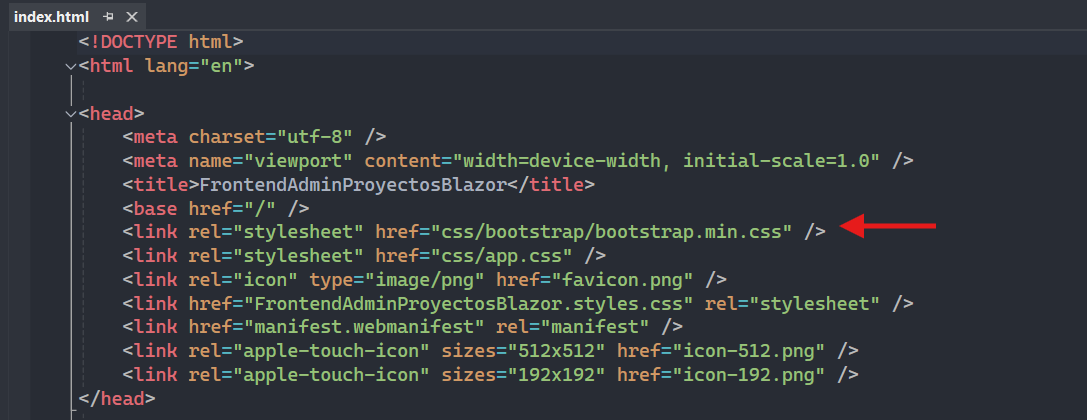 index.html
<!DOCTYPE html>
<html lang="en">
<head>
<meta charset="utf-8" />
<meta name="viewport" content="width=device-width, initial-scale=1.0" />
<title>FrontendAdminProyectosBlazor</title>
<base href="/" />
<link rel="stylesheet" href="css/bootstrap/bootstrap.min.css" />
<link rel="stylesheet" href="css/app.css" />
<link rel="icon" type="image/png" href="favicon.png" />
<link href="FrontendAdminProyectosBlazor.styles.css" rel="stylesheet" />
<link href="manifest.webmanifest" rel="manifest" />
<link rel="apple-touch-icon" sizes="512x512" href="icon-512.png" />
<link rel="apple-touch-icon" sizes="192x192" href="icon-192.png" />
</head>